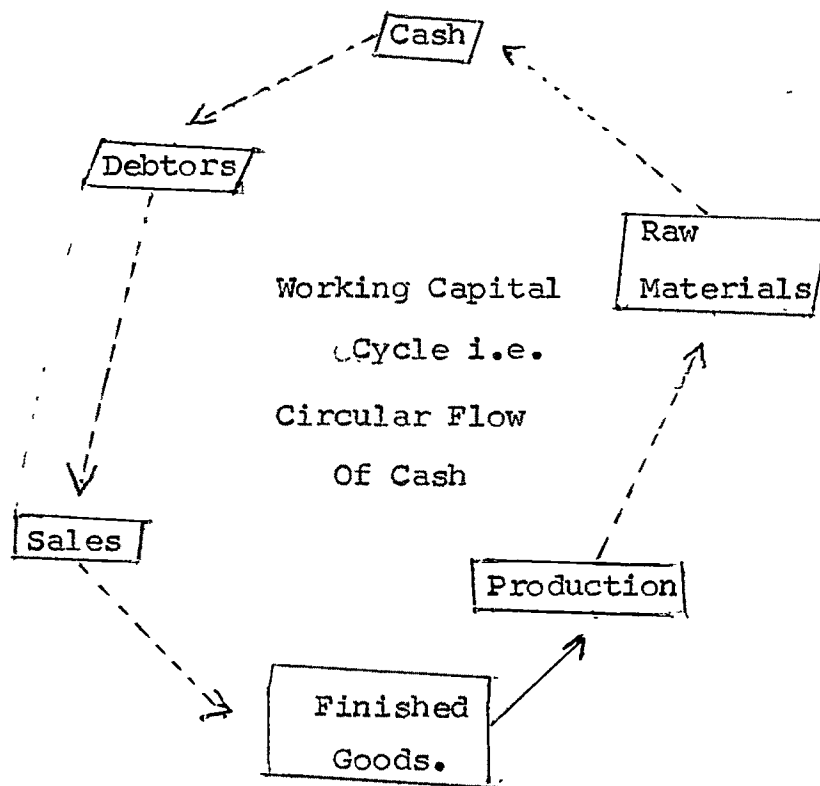 Cash
Debtors
Raw
Materials
Working Capital
Cycle i.e.
Circular Flow
Of Cash
Sales
Production
Finished
Goods.